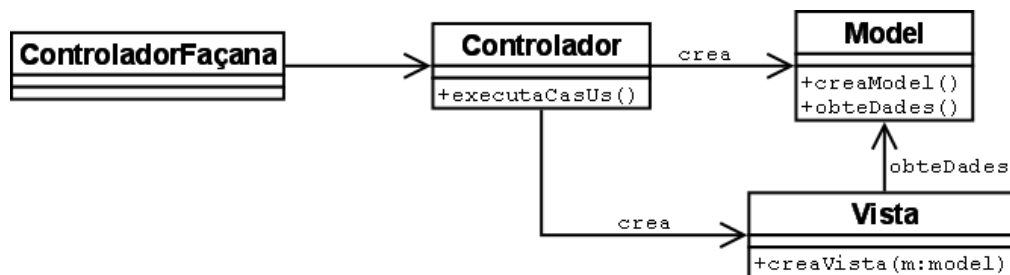 ControladorFaçana
Controlador
+executaCasUs()
crea
Model
+creaModel()
+obteDades()
obteDades
crea
Vista
+creaVista(m:model)